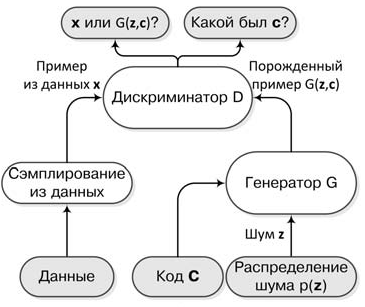 x или G(z,c)?
Какой был c?
Пример
из данных x
Порожденный
пример G(z,c)
Дискриминатор D
Сэмплирование
из данных
Генератор G
Шум z
Данные
Код C
Распределение
шума p(z)